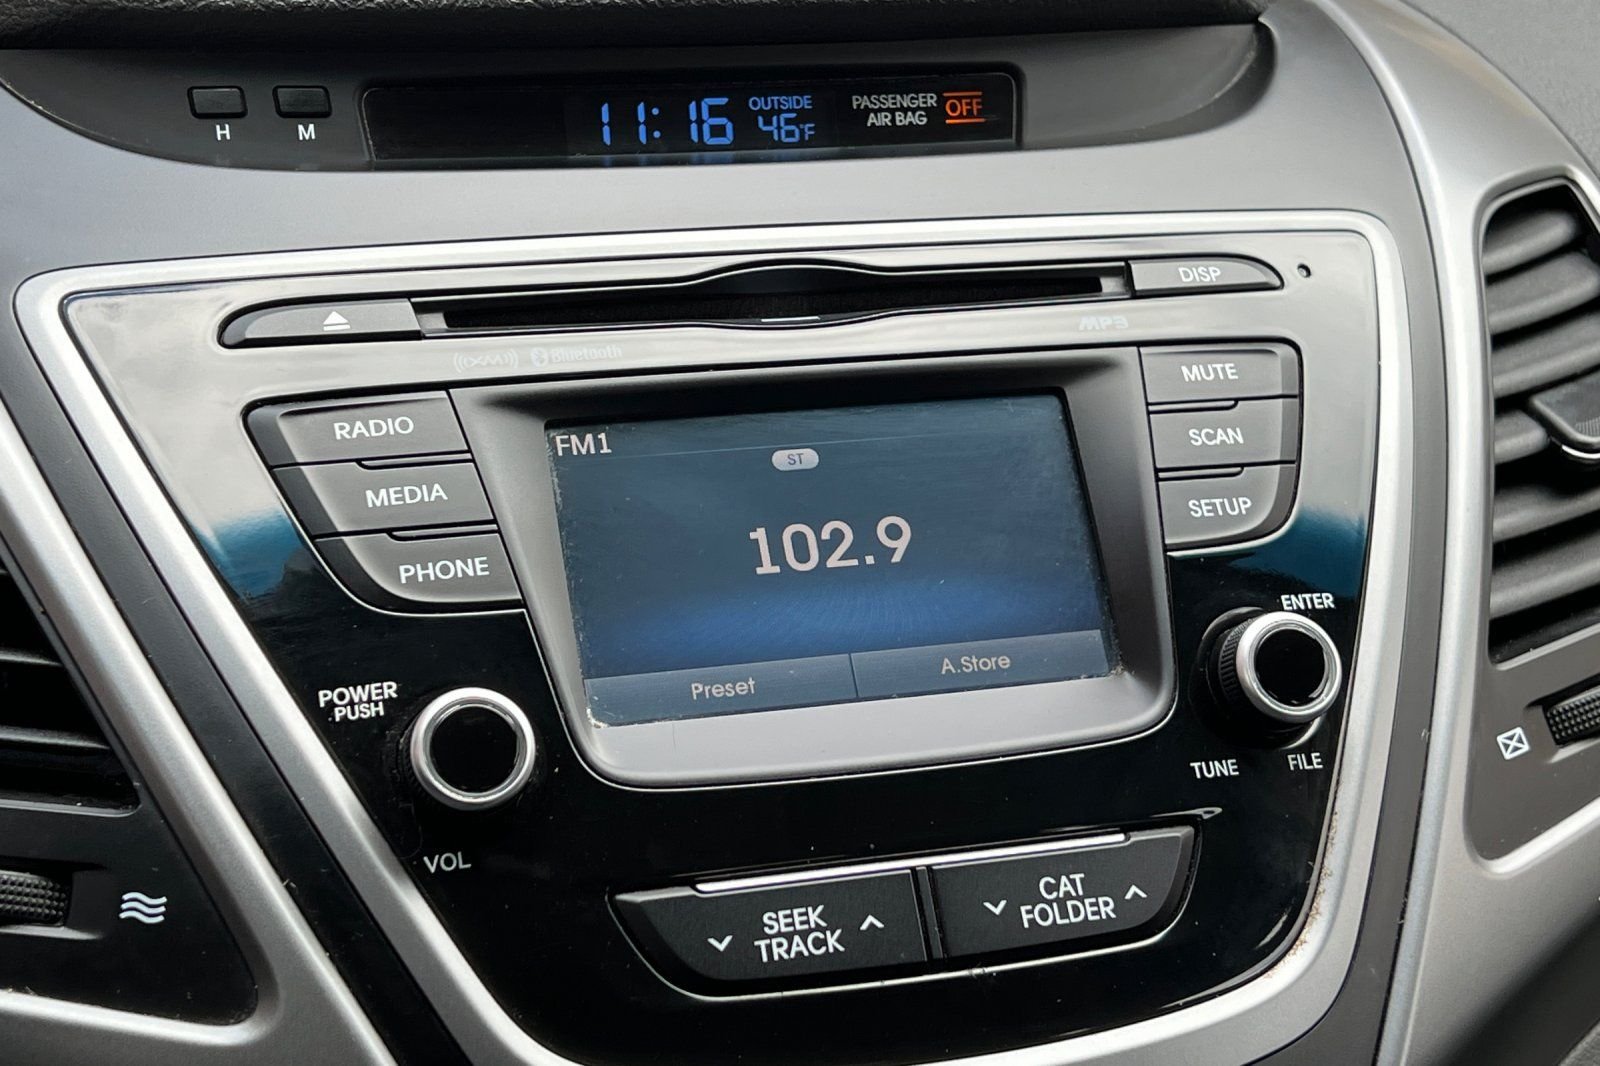 H
M
11:16
OUTSIDE
46°F
PASSENGER
AIR BAG
OFF
DISP
MP3
((XM))
Bluetooth
RADIO
MEDIA
PHONE
FM1
ST
102.9
Preset
A.Store
MUTE
SCAN
SETUP
POWER
PUSH
VOL
ENTER
TUNE
FILE
SEEK
TRACK
CAT
FOLDER